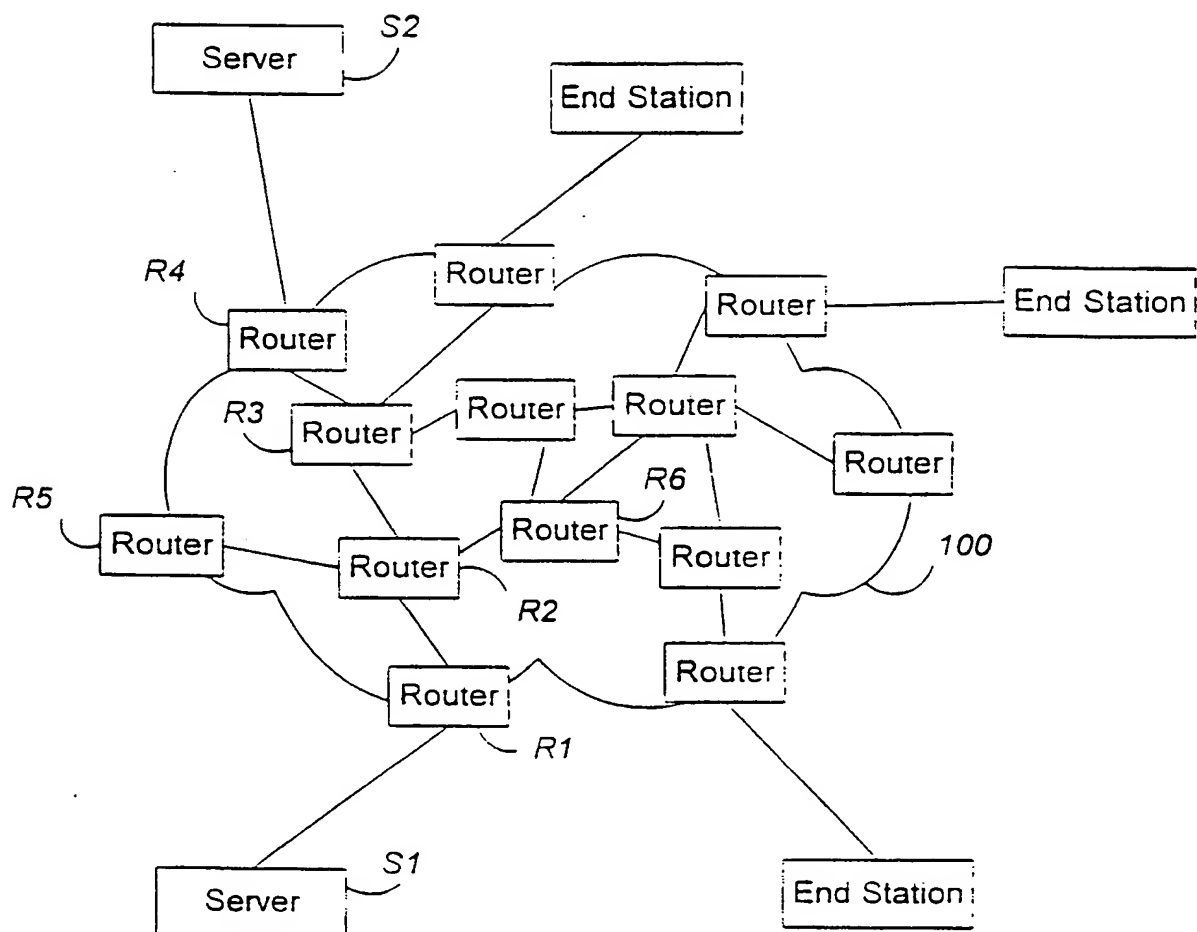 S2
Server
End Station
R4
Router
Router
Router
End Station
R3
Router
Router
Router
Router
R5
Router
R6
Router
Router
Router
100
R2
Router
Router
R1
S1
Server
End Station